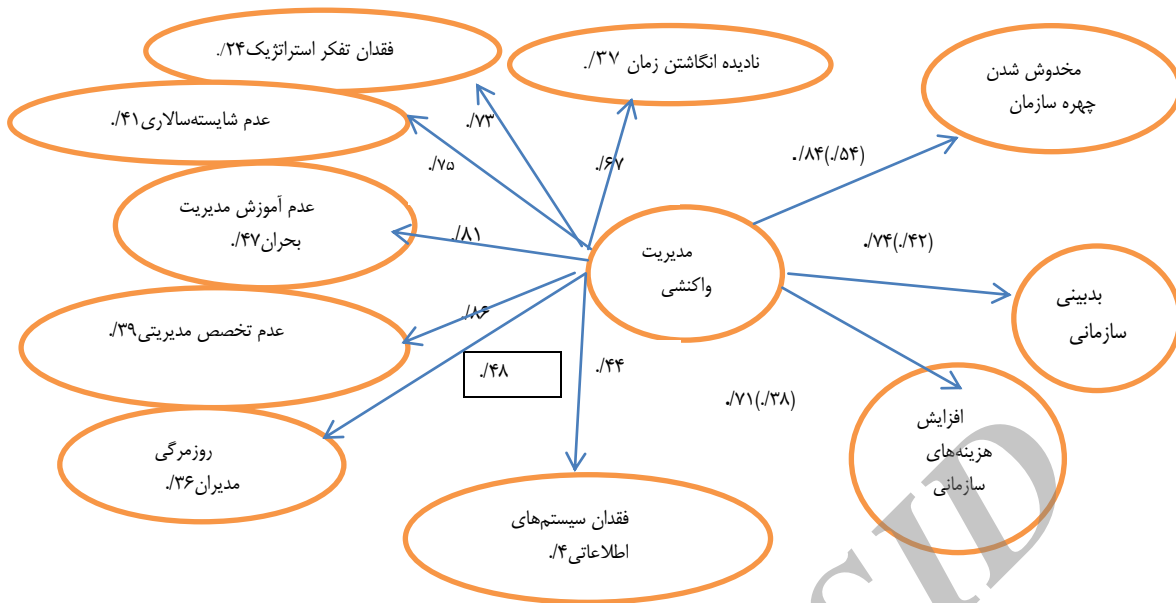 فقدان تفکر استراتژیک۲۴/.
نادیده انگاشتن زمان ۳۷/.
مخدوش شدن
چهره سازمان
عدم شایسته‌سالاری۴۱/.
./۷۳
./۷۵
./۶۷
./۸۴(./۵۴)
عدم آموزش مدیریت
بحران۴۷/.
./۸۱
مدیریت
واکنشی
./۷۴(./۴۲)
بدبینی
سازمانی
عدم تخصص مدیریتی۳۹/.
./۸۶
./۴۸
./۴۴
./۷۱(./۳۸)
افزایش
هزینه‌های
سازمانی
روزمرگی
مدیران۳۶/.
فقدان سیستم‌های
اطلاعاتی۴/.
SID